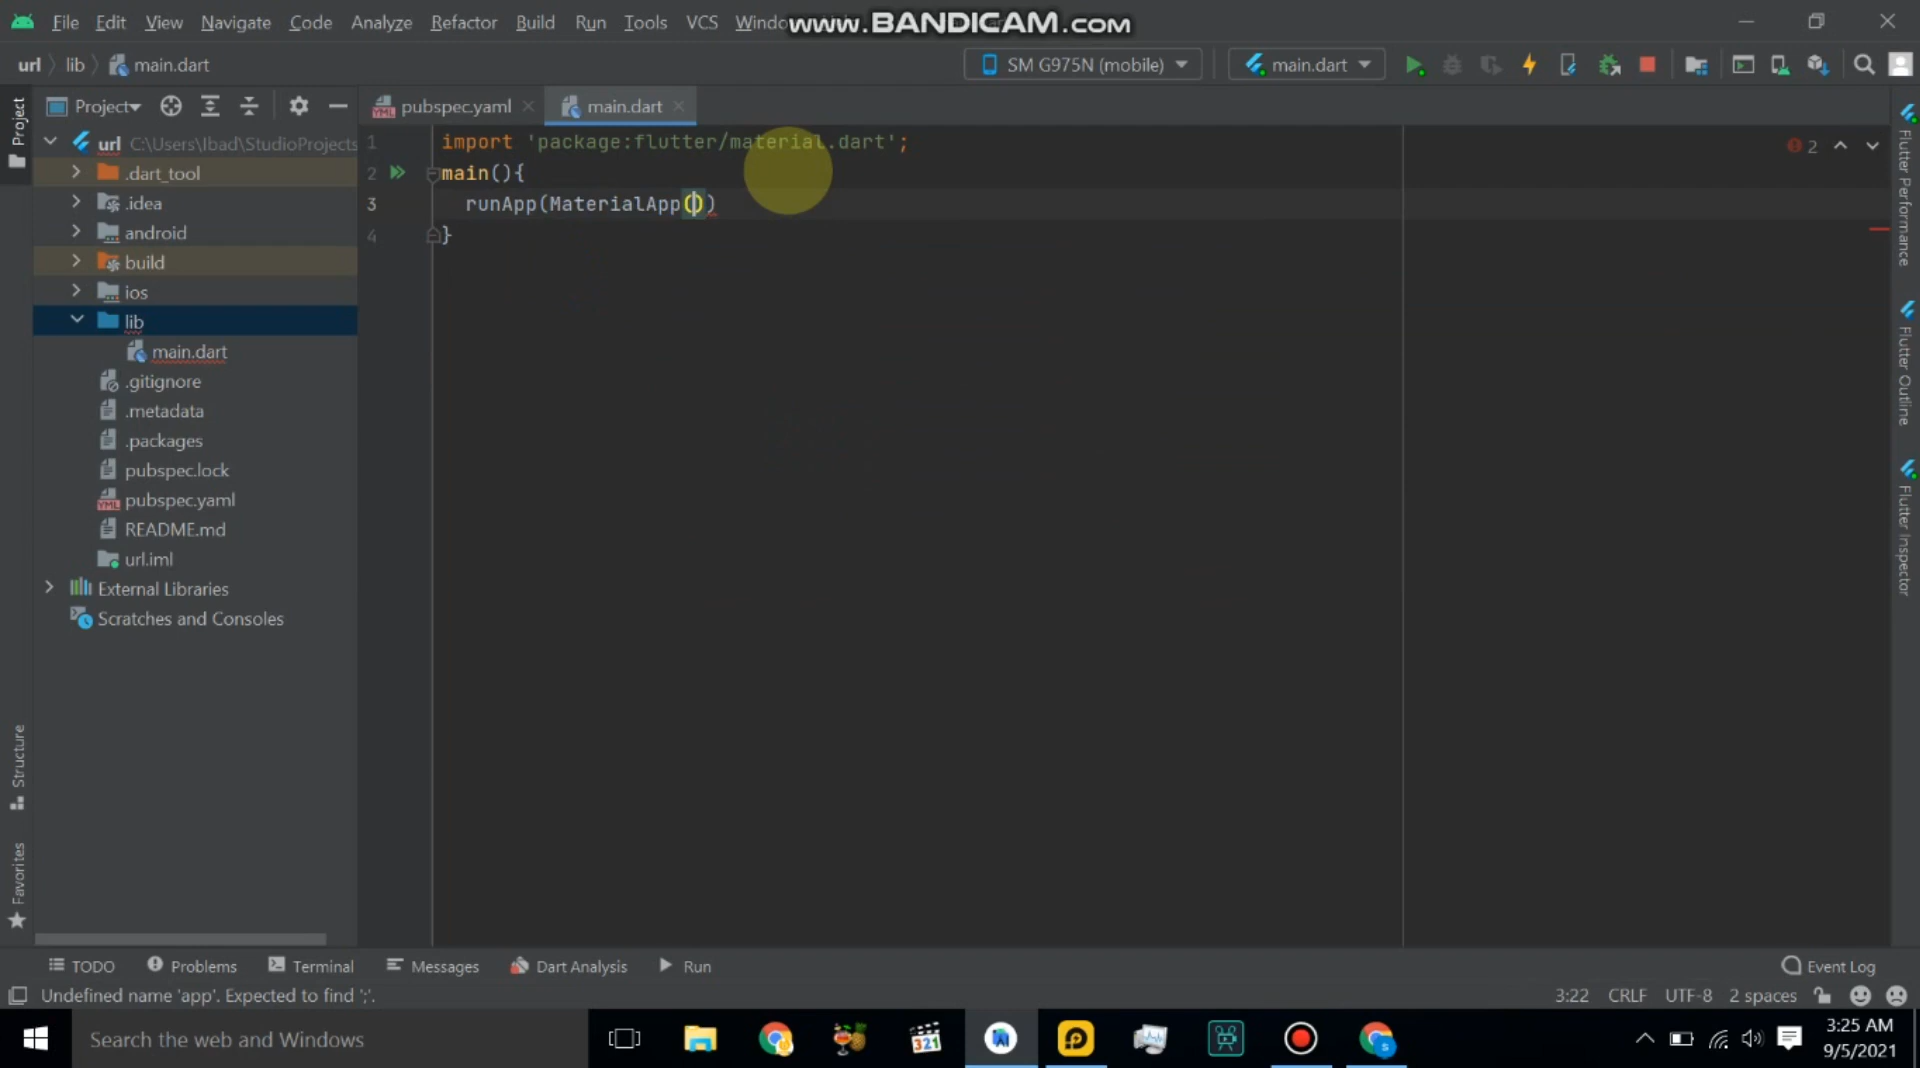 File Edit View Navigate Code Analyze Refactor Build Run Tools VCS Window
www.BANDICAM.com
url lib main.dart
SM G975N (mobile) main.dart
Project
pubspec.yaml
main.dart
Project
url C:\Users\Ibad\StudioProjects
.dart_tool
.idea
android
build
ios
lib
main.dart
.gitignore
.metadata
.packages
pubspec.lock
pubspec.yaml
README.md
url.iml
External Libraries
Scratches and Consoles
1 import 'package:flutter/material.dart';
2 main(){
3 runApp(MaterialApp())
4 }
2
Flutter Performance
Flutter Outline
Flutter Inspector
Structure
Favorites
TODO Problems Terminal Messages Dart Analysis Run Event Log
Undefined name 'app'. Expected to find ';'.
3:22 CRLF UTF-8 2 spaces
Search the web and Windows
321
3:25 AM
9/5/2021